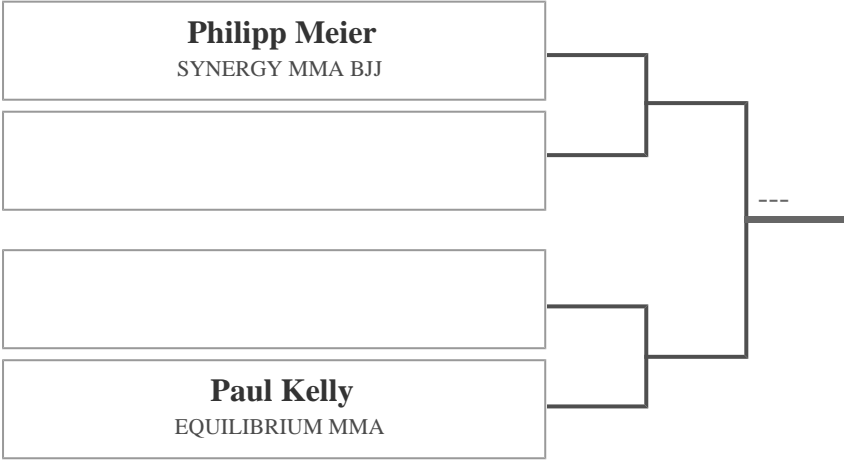 Philipp Meier
SYNERGY MMA BJJ
---
Paul Kelly
EQUILIBRIUM MMA